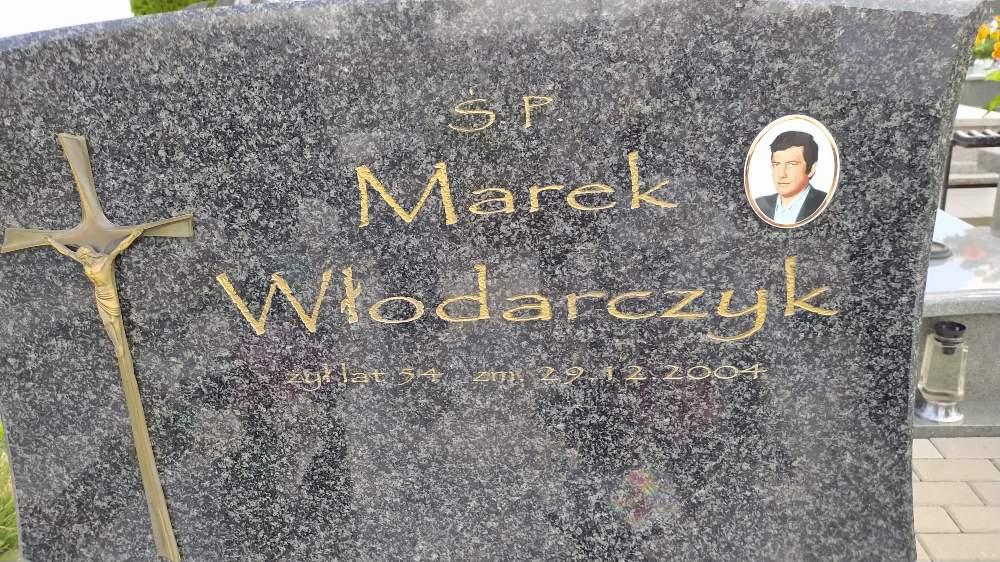 Ś P
Marek
Włodarczyk
żył lat 54 zm. 29.12.2004